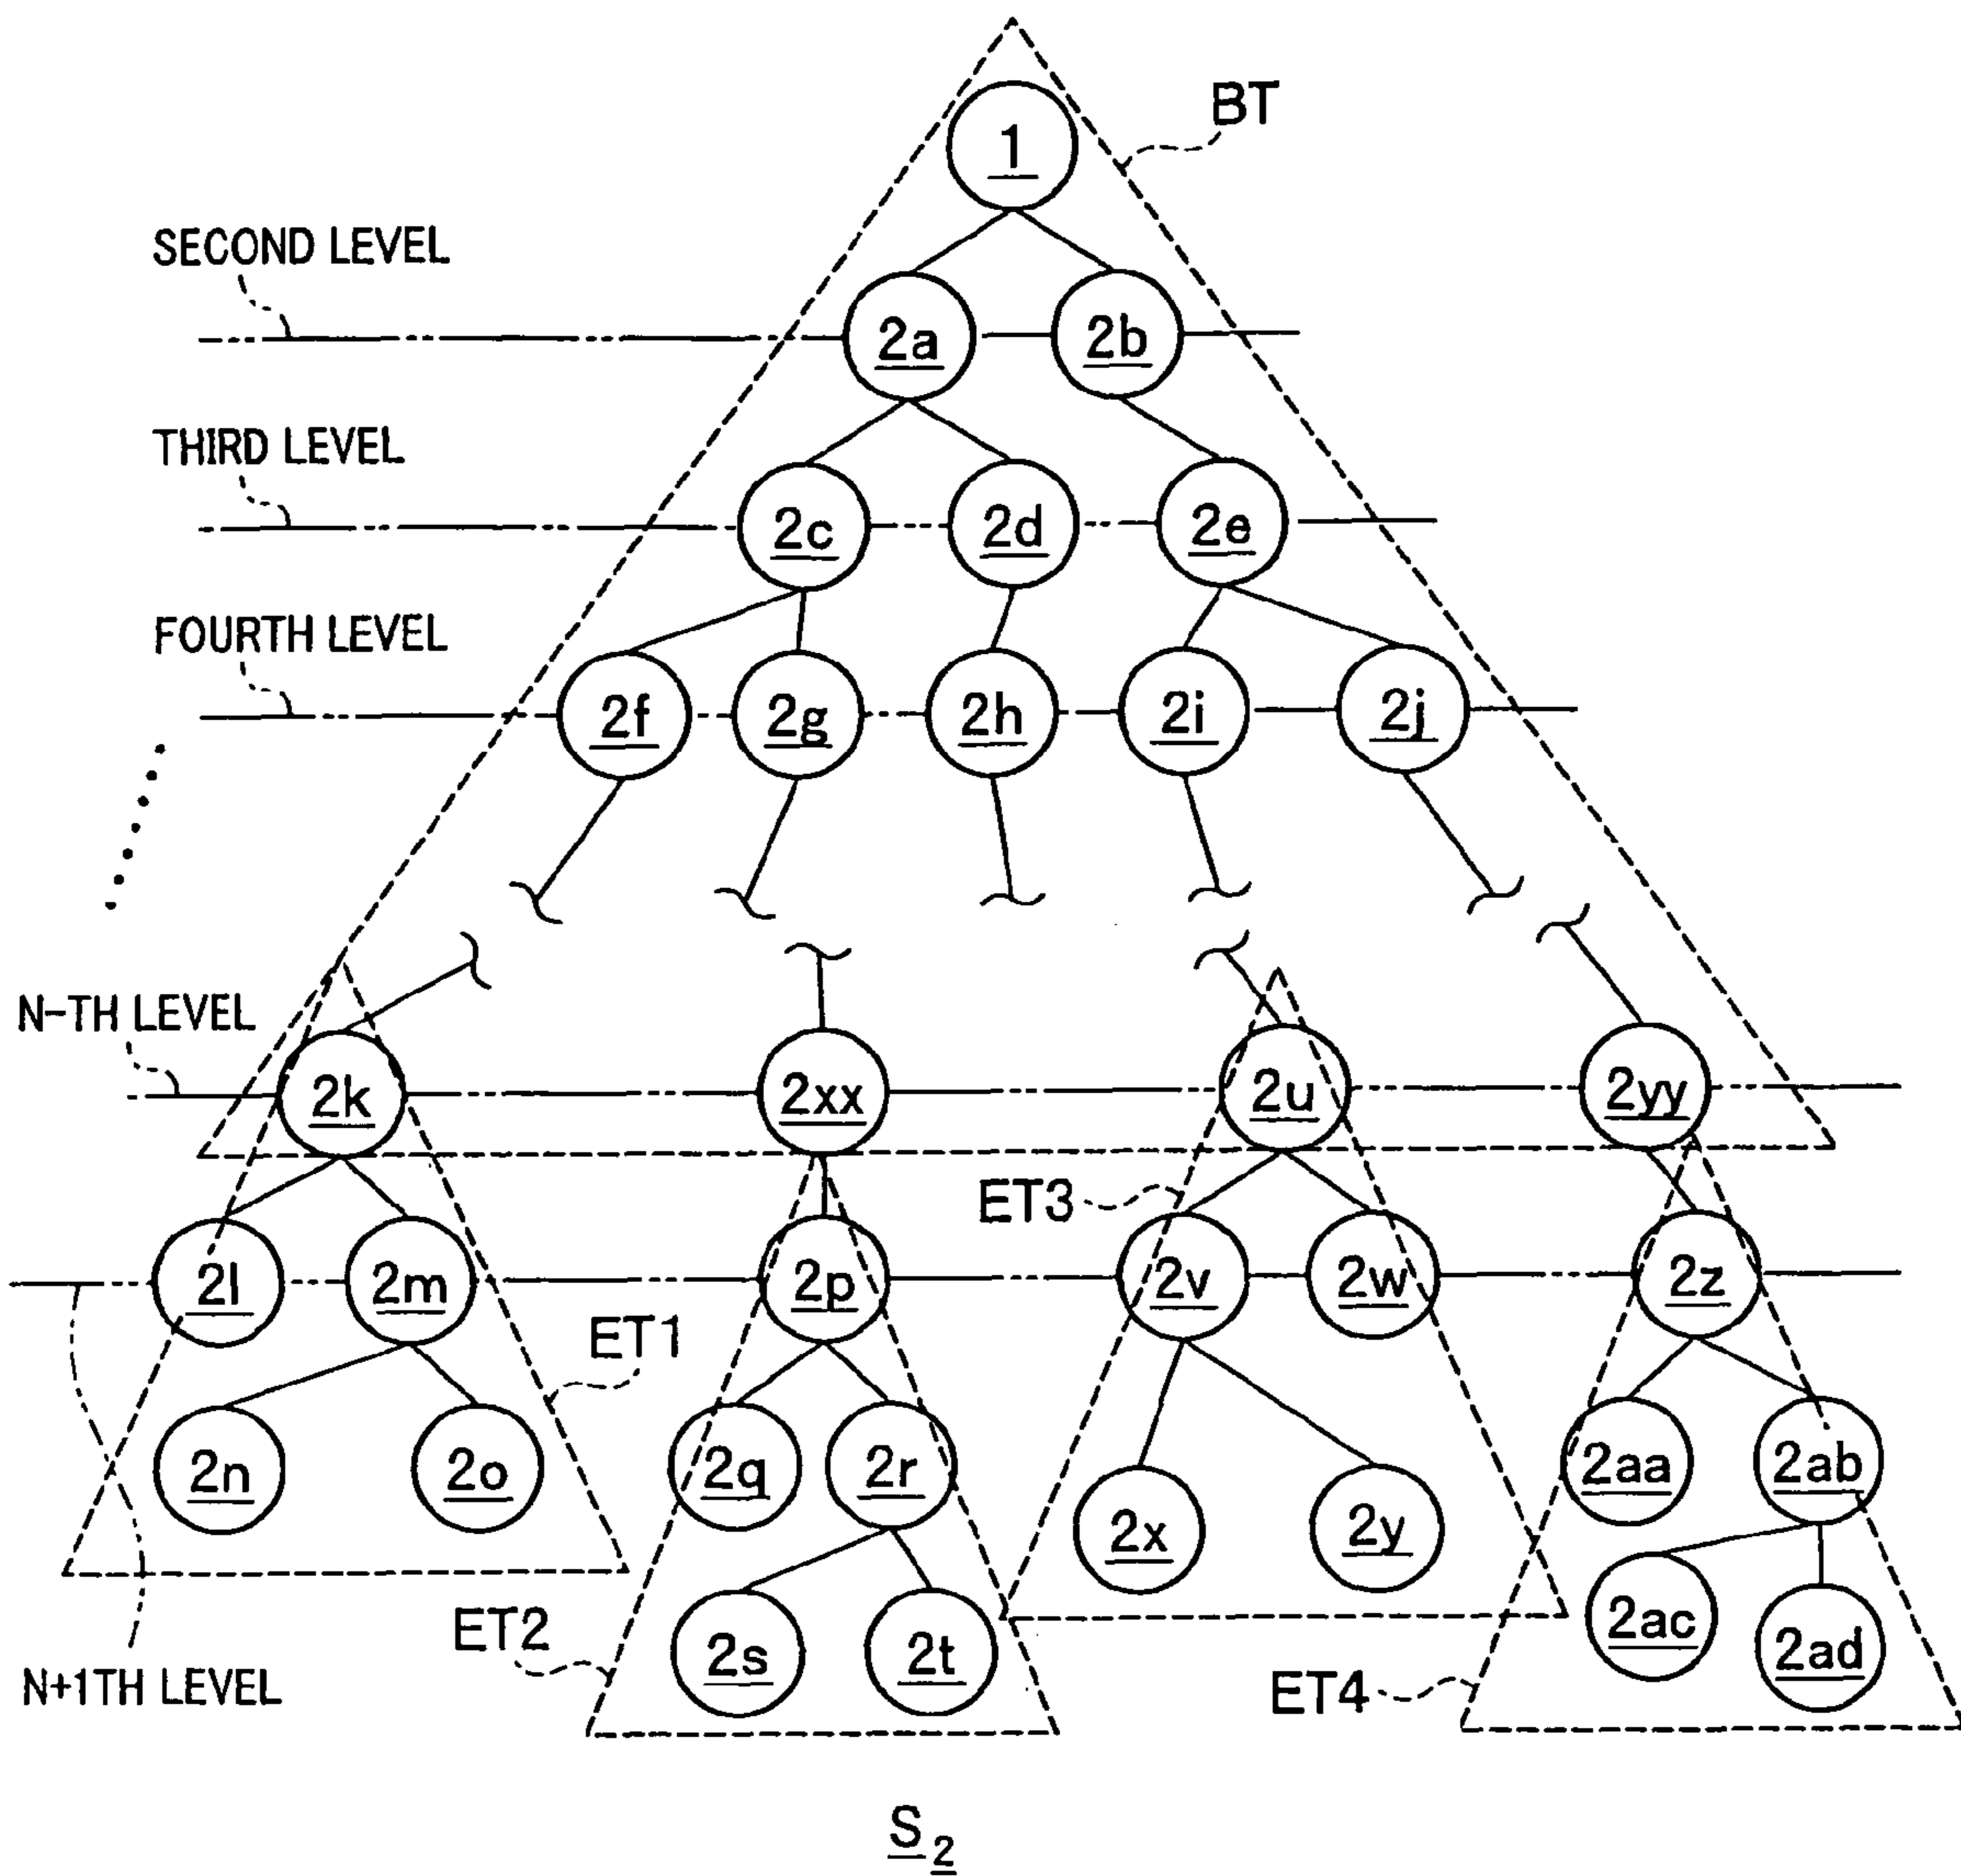 BT
1
SECOND LEVEL
2a 2b
THIRD LEVEL
2c 2d 2e
FOURTH LEVEL
2f 2g 2h 2i 2j
N-TH LEVEL
2k 2xx 2u 2yy
ET3
2l 2m 2p 2v 2w 2z
ET1
2n 2o 2q 2r 2x 2y 2aa 2ab
ET2
2s 2t 2ac 2ad
N+1TH LEVEL
ET4
S2